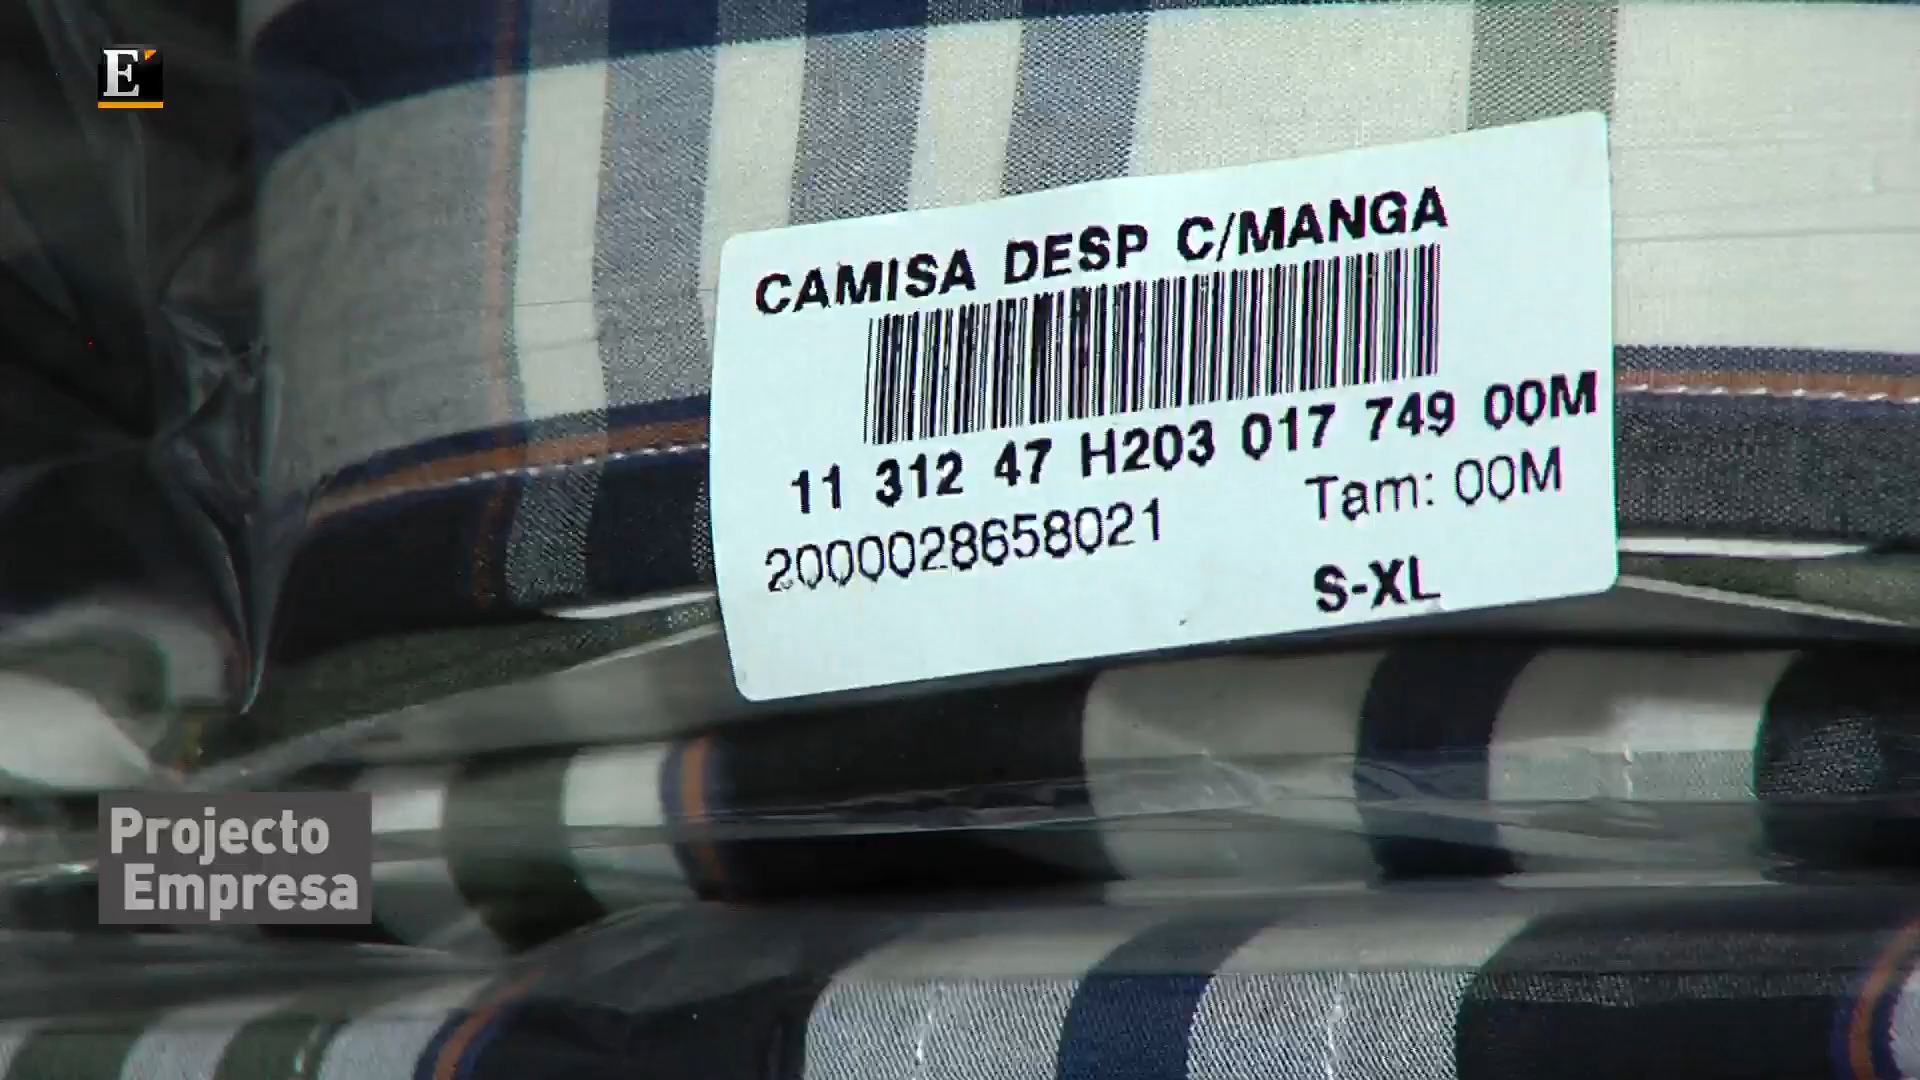 E
CAMISA DESP C/MANGA
11 312 47 H203 017 749 00M
2000028658021
Tam: 00M
S-XL
Projecto
Empresa